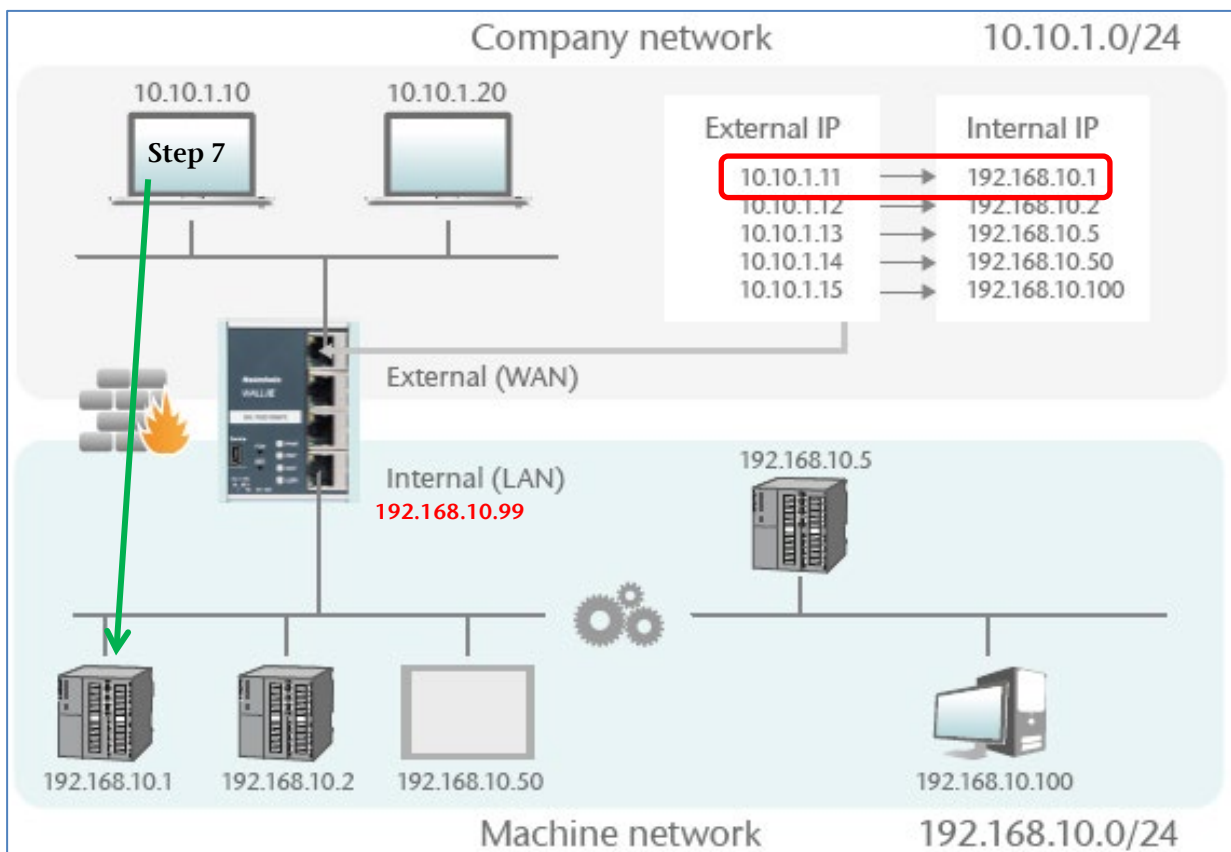 Company network 10.10.1.0/24
10.10.1.10 10.10.1.20
Step 7
External IP Internal IP
10.10.1.11 192.168.10.1
10.10.1.12 192.168.10.2
10.10.1.13 192.168.10.5
10.10.1.14 192.168.10.50
10.10.1.15 192.168.10.100
External (WAN)
WALL IE
Internal (LAN)
192.168.10.99
192.168.10.5
192.168.10.1 192.168.10.2 192.168.10.50 192.168.10.100
Machine network 192.168.10.0/24